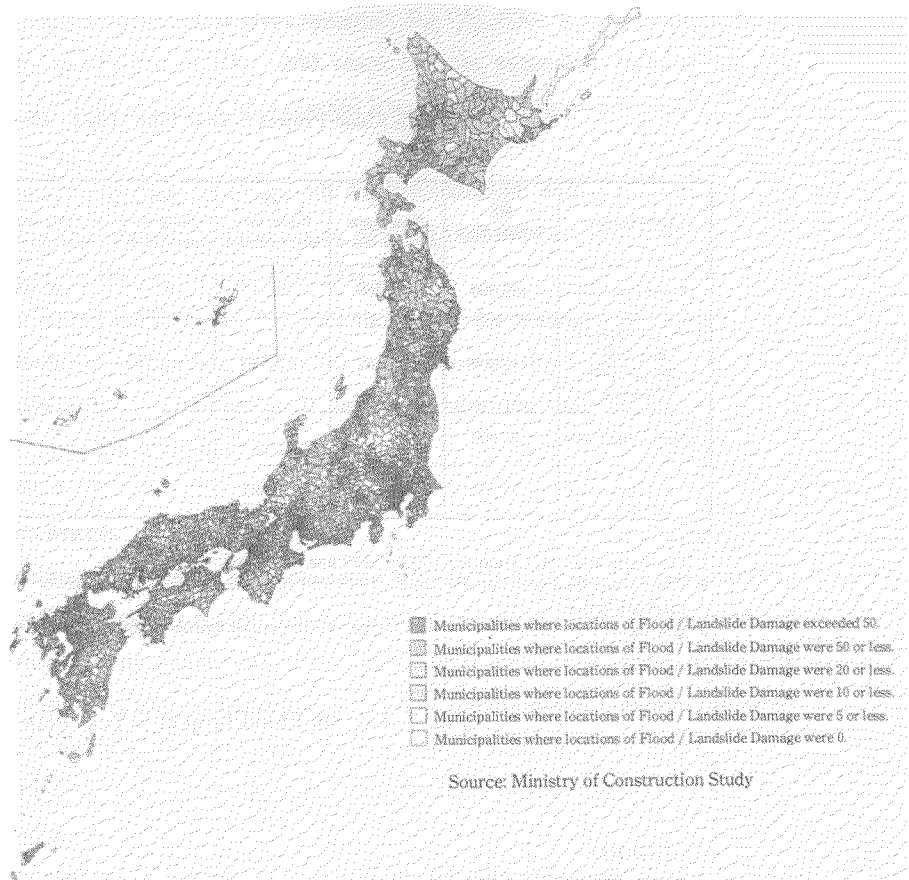 Municipalities where locations of Flood / Landslide Damage exceeded 50.
Municipalities where locations of Flood / Landslide Damage were 50 or less.
Municipalities where locations of Flood / Landslide Damage were 20 or less.
Municipalities where locations of Flood / Landslide Damage were 10 or less.
Municipalities where locations of Flood / Landslide Damage were 5 or less.
Municipalities where locations of Flood / Landslide Damage were 0.
Source: Ministry of Construction Study